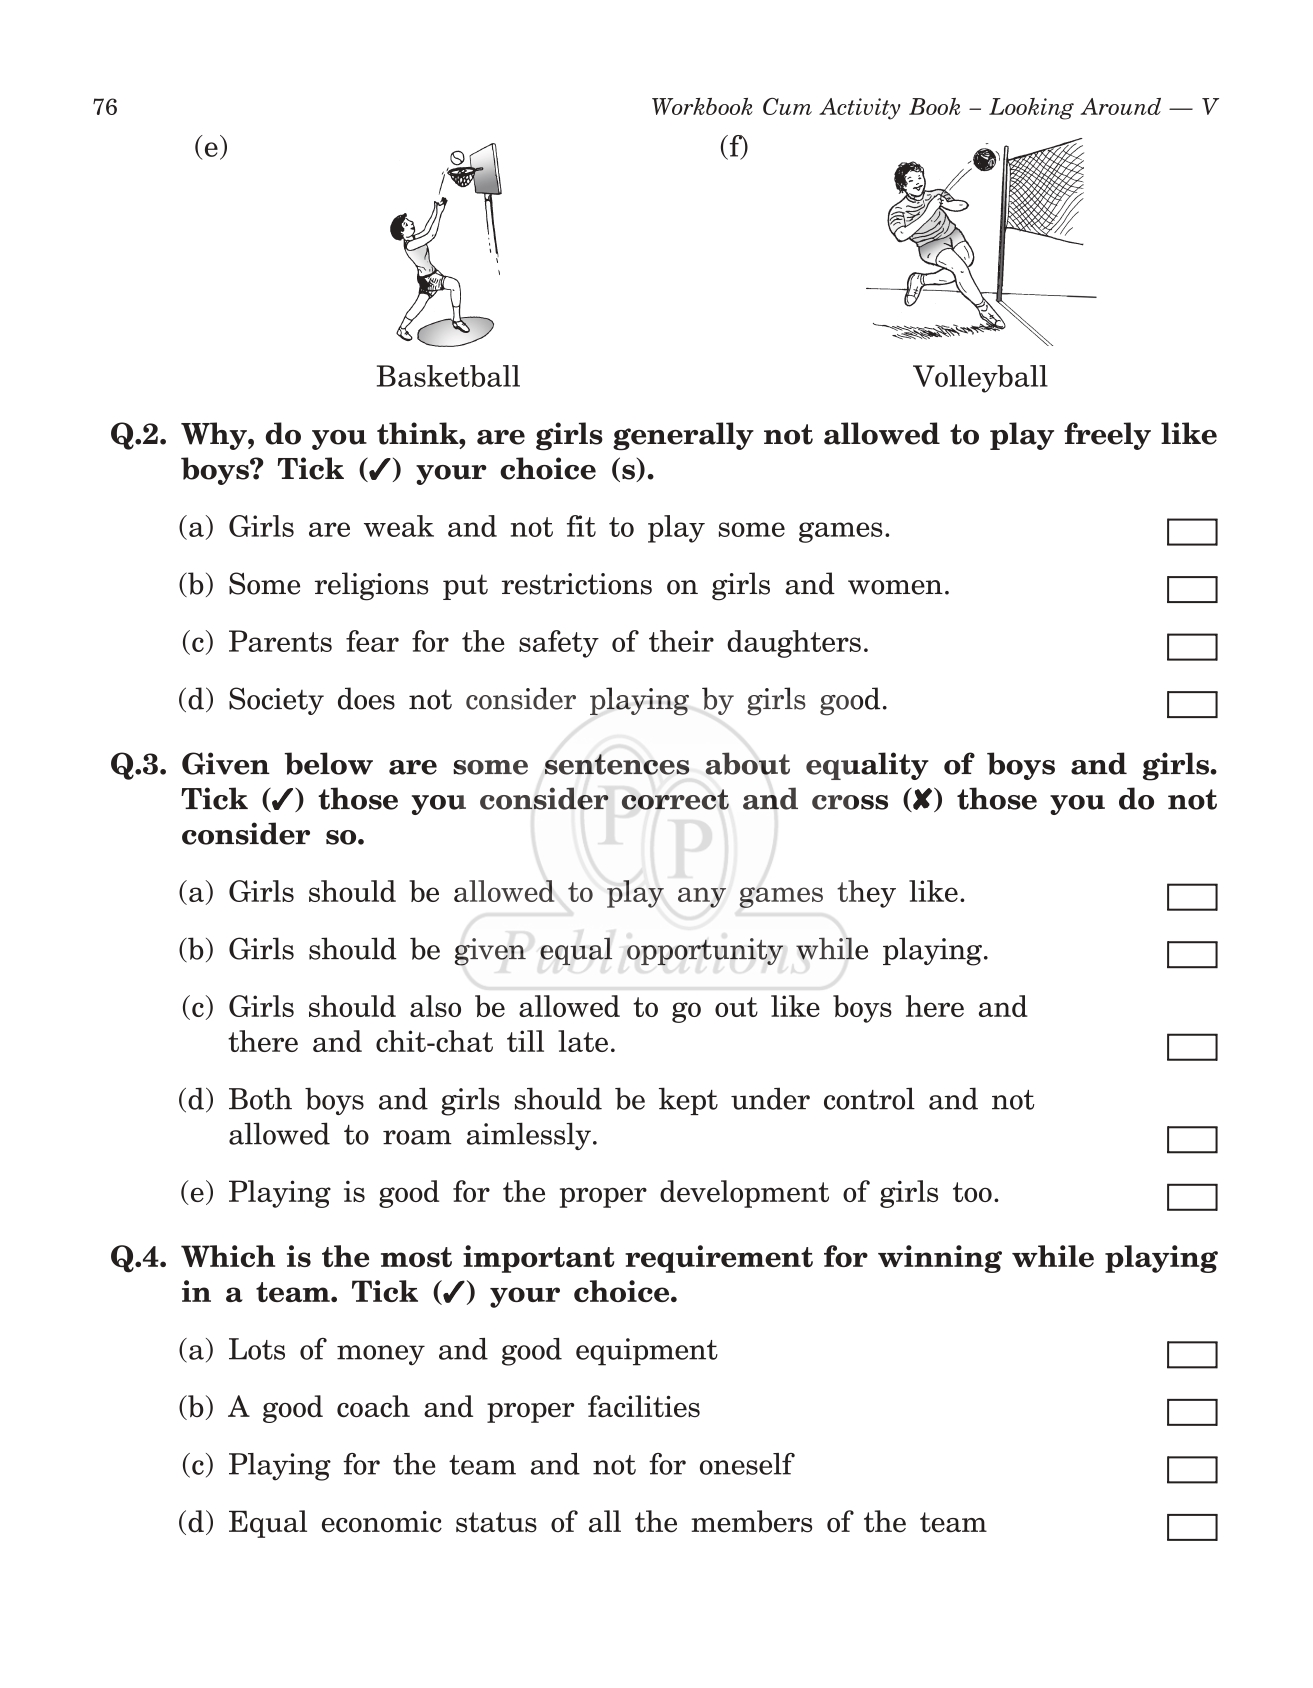 76
Workbook Cum Activity Book – Looking Around — V
(e)
(f)
Basketball
Volleyball
Q.2. Why, do you think, are girls generally not allowed to play freely like
boys? Tick (✓) your choice (s).
(a) Girls are weak and not fit to play some games.
(b) Some religions put restrictions on girls and women.
(c) Parents fear for the safety of their daughters.
(d) Society does not consider playing by girls good.
Q.3. Given below are some sentences about equality of boys and girls.
Tick (✓) those you consider correct and cross (✘) those you do not
consider so.
(a) Girls should be allowed to play any games they like.
(b) Girls should be given equal opportunity while playing.
(c) Girls should also be allowed to go out like boys here and
there and chit-chat till late.
(d) Both boys and girls should be kept under control and not
allowed to roam aimlessly.
(e) Playing is good for the proper development of girls too.
Q.4. Which is the most important requirement for winning while playing
in a team. Tick (✓) your choice.
(a) Lots of money and good equipment
(b) A good coach and proper facilities
(c) Playing for the team and not for oneself
(d) Equal economic status of all the members of the team
PP
Publications